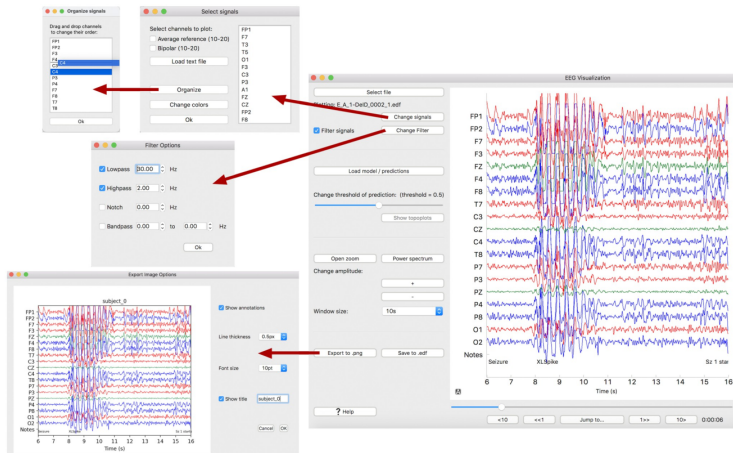 Organize signals
Drag and drop channels
to change their order:
FP1
FP2
F3
F4
C4
C3
C4
P3
P4
F7
F8
T7
T8
Ok
Select signals
Select channels to plot:
Average reference (10-20)
Bipolar (10-20)
Load text file
Organize
Change colors
Ok
FP1
F7
T3
T5
O1
F3
C3
P3
A1
FZ
CZ
FP2
F8
Filter Options
Lowpass 30.00 Hz
Highpass 2.00 Hz
Notch 0.00 Hz
Bandpass 0.00 to 0.00 Hz
Ok
Export Image Options
subject_0
FP1
FP2
F7
F3
FZ
F4
F8
T7
C3
CZ
C4
T8
P7
P3
PZ
P4
P8
O1
O2
Notes
Seizure XLSpike Sz 1 star
6 7 8 9 10 11 12 13 14 15 16
Time (s)
Show annotations
Line thickness 0.5px
Font size 10pt
Show title subject_0
Cancel OK
EEG Visualization
Select file
E_A_1-DeID_0002_1.edf
Change signals
Filter signals Change Filter
Load model / predictions
Change threshold of prediction: (threshold = 0.5)
Show topoplots
Open zoom Power spectrum
Change amplitude:
+
-
Window size: 10s
Export to .png Save to .edf
? Help
FP1
FP2
F7
F3
FZ
F4
F8
T7
C3
CZ
C4
T8
P7
P3
PZ
P4
P8
O1
O2
Notes
Seizure XLSpike Sz 1 star
6 7 8 9 10 11 12 13 14 15 16
Time (s)
<10 <<1 Jump to... 1>> 10> 0:00:06